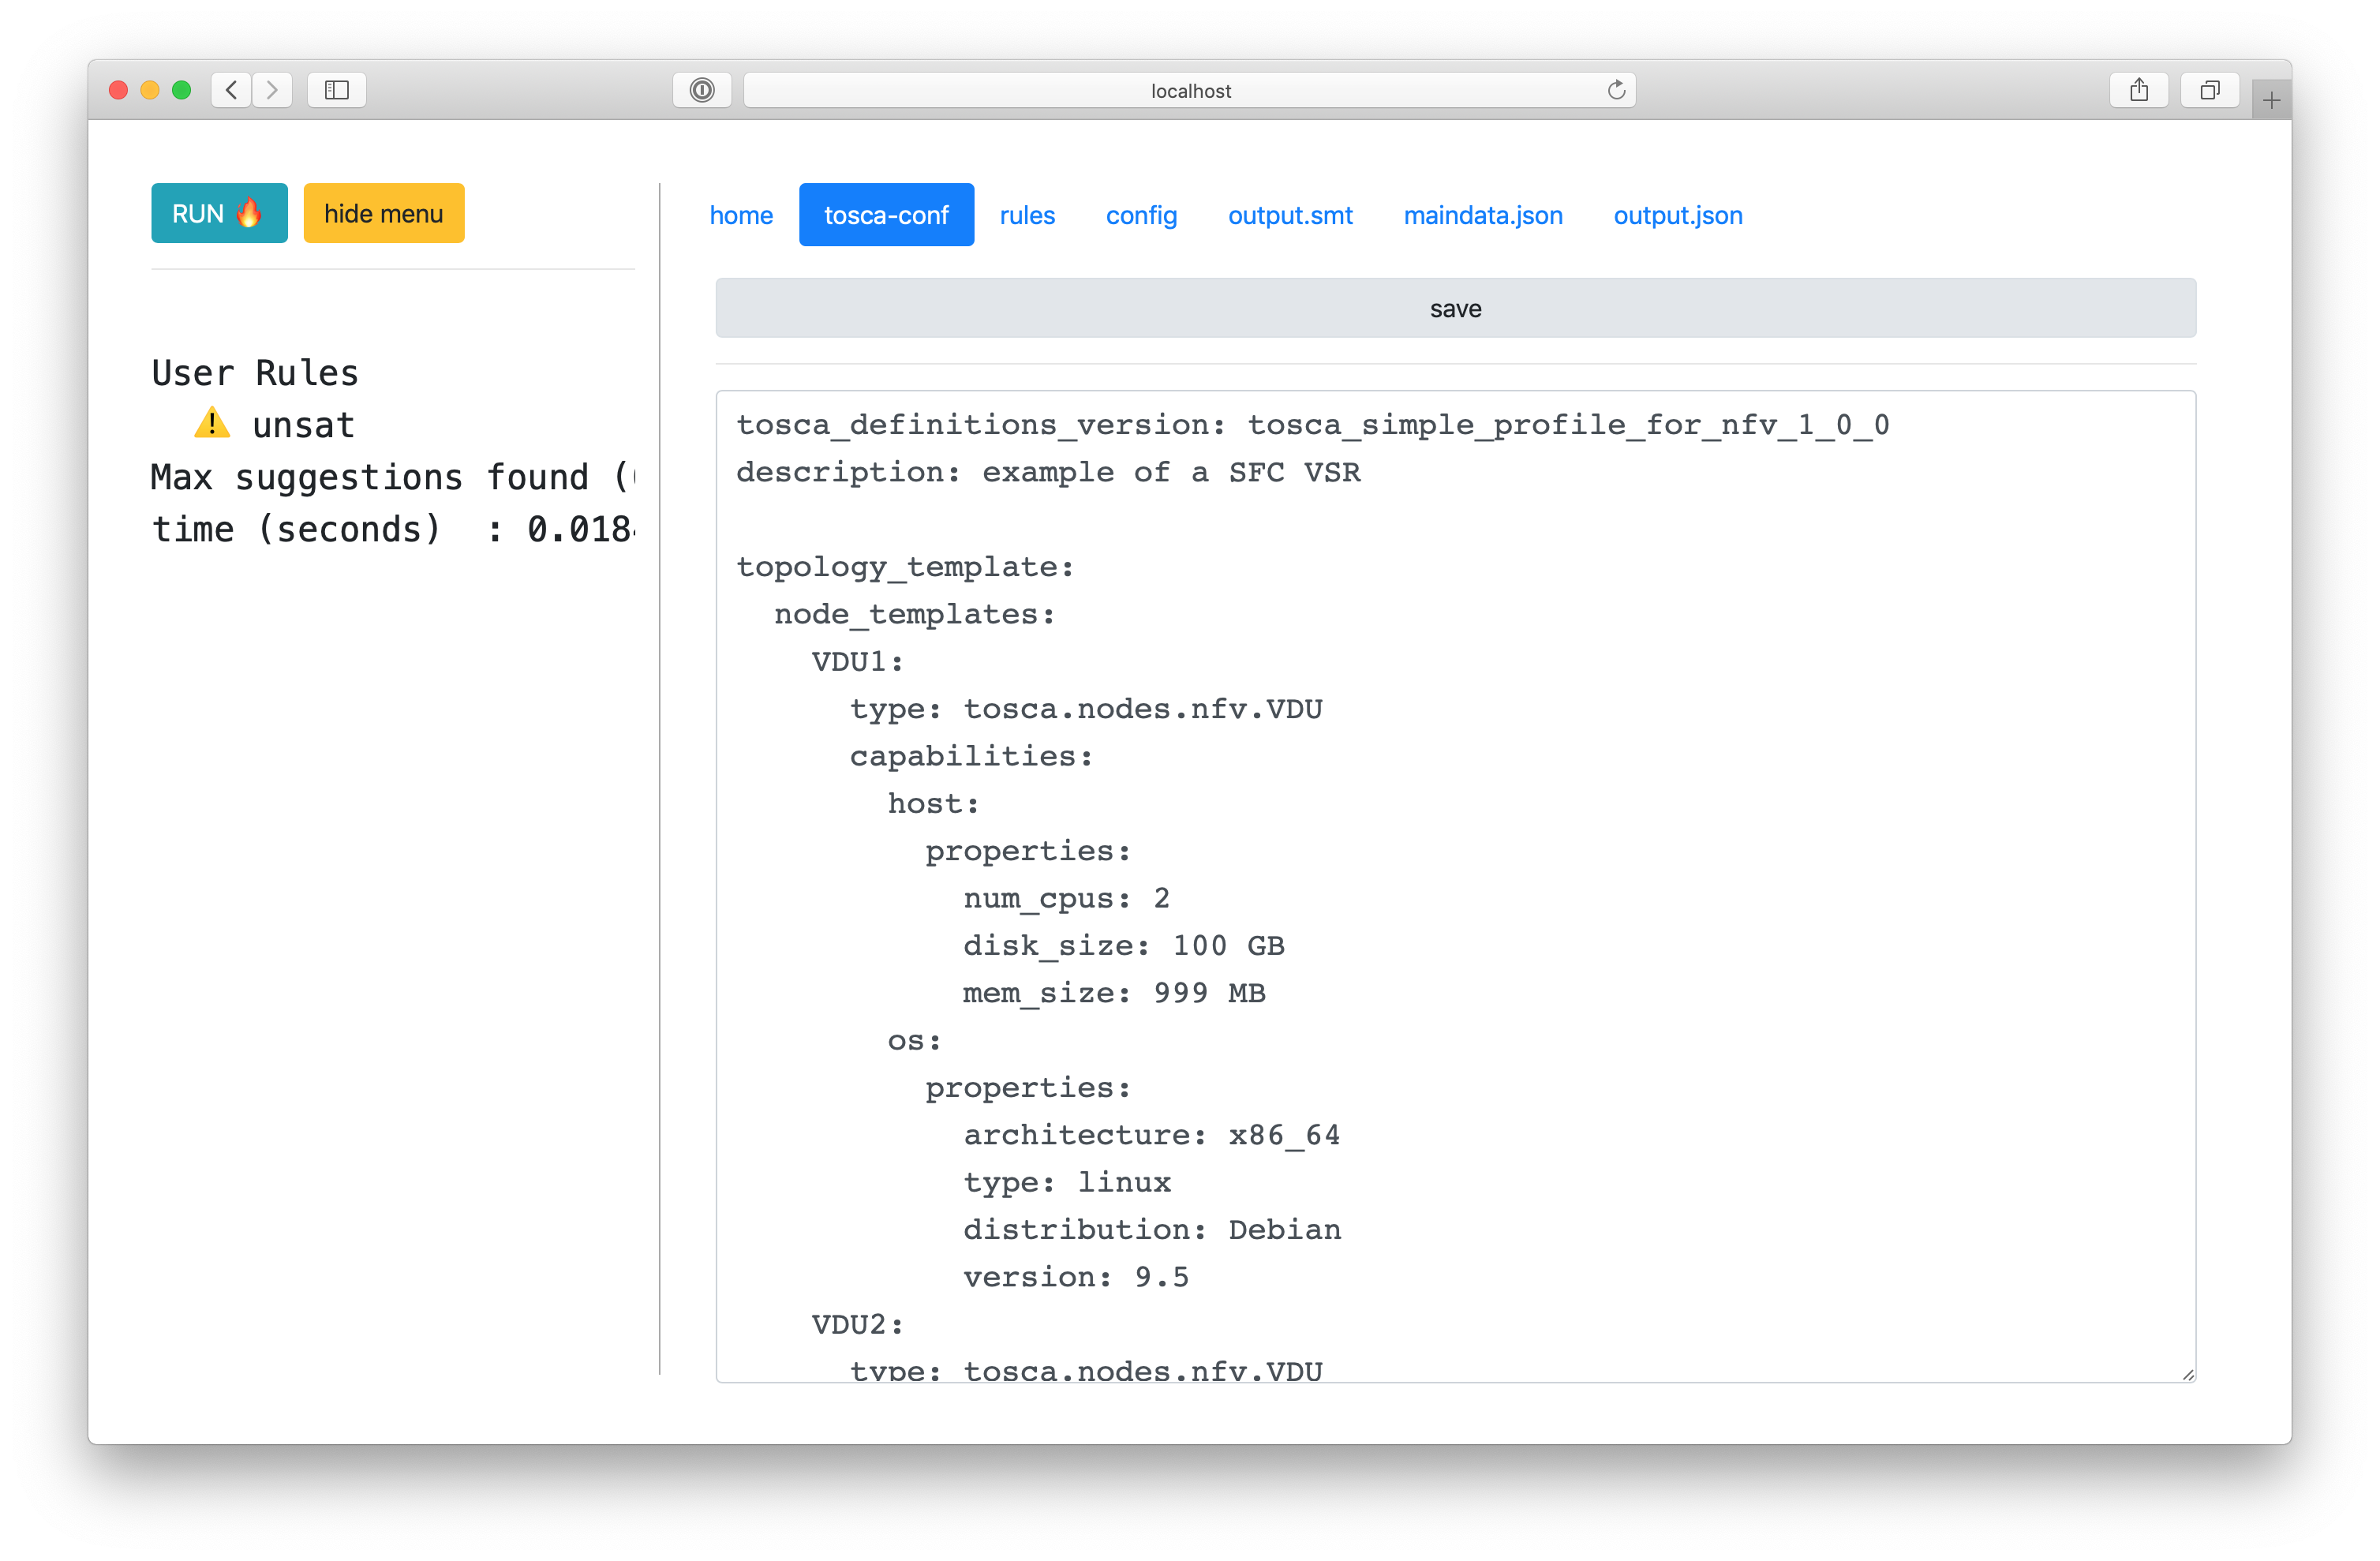 localhost
RUN 🔥 hide menu
User Rules
⚠️ unsat
Max suggestions found (
time (seconds)  : 0.018
home tosca-conf rules config output.smt maindata.json output.json
save
tosca_definitions_version: tosca_simple_profile_for_nfv_1_0_0
description: example of a SFC VSR
topology_template:
  node_templates:
    VDU1:
      type: tosca.nodes.nfv.VDU
      capabilities:
        host:
          properties:
            num_cpus: 2
            disk_size: 100 GB
            mem_size: 999 MB
        os:
          properties:
            architecture: x86_64
            type: linux
            distribution: Debian
            version: 9.5
    VDU2:
      type: tosca.nodes.nfv.VDU